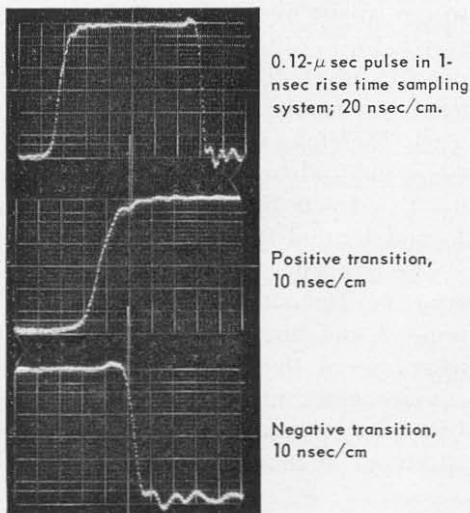 0.12-μsec pulse in 1-
nsec rise time sampling
system; 20 nsec/cm.
Positive transition,
10 nsec/cm
Negative transition,
10 nsec/cm